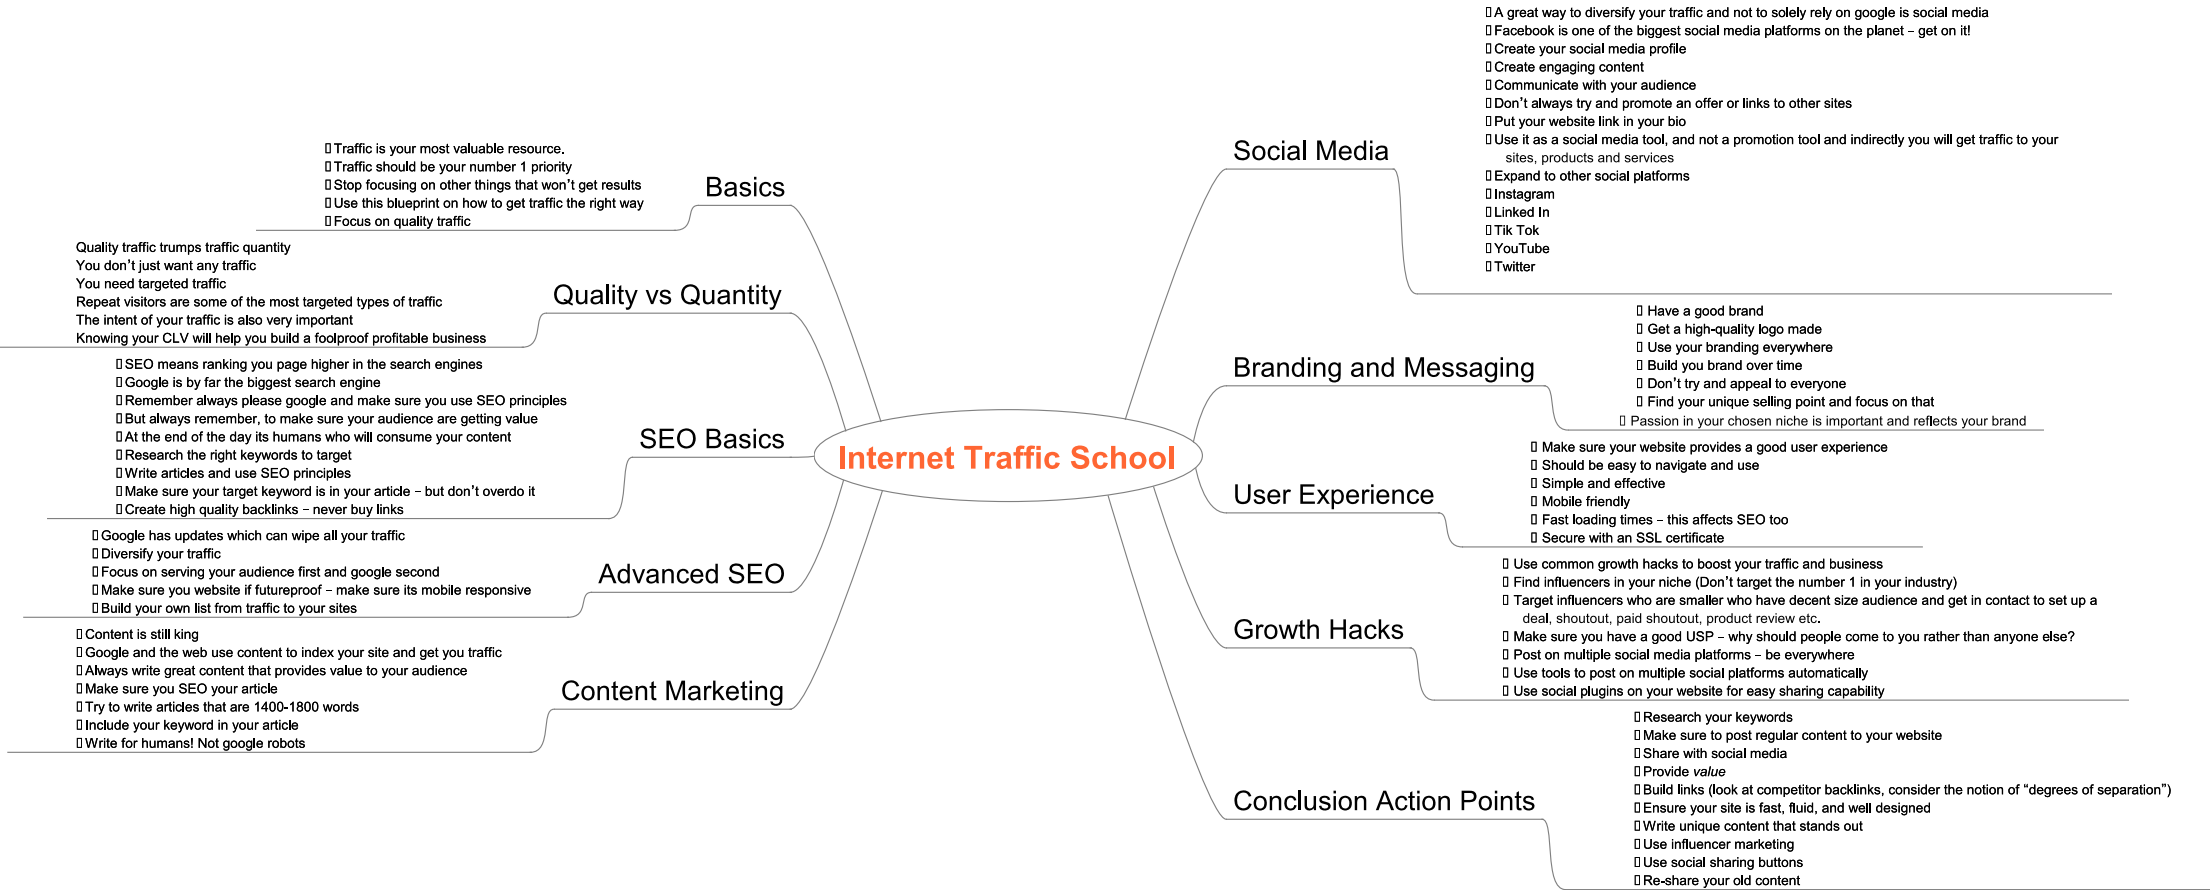 Internet Traffic School
Basics
▯ Traffic is your most valuable resource.
▯ Traffic should be your number 1 priority
▯ Stop focusing on other things that won't get results
▯ Use this blueprint on how to get traffic the right way
▯ Focus on quality traffic
Quality vs Quantity
Quality traffic trumps traffic quantity
You don't just want any traffic
You need targeted traffic
Repeat visitors are some of the most targeted types of traffic
The intent of your traffic is also very important
Knowing your CLV will help you build a foolproof profitable business
SEO Basics
▯ SEO means ranking you page higher in the search engines
▯ Google is by far the biggest search engine
▯ Remember always please google and make sure you use SEO principles
▯ But always remember, to make sure your audience are getting value
▯ At the end of the day its humans who will consume your content
▯ Research the right keywords to target
▯ Write articles and use SEO principles
▯ Make sure your target keyword is in your article – but don't overdo it
▯ Create high quality backlinks – never buy links
Advanced SEO
▯ Google has updates which can wipe all your traffic
▯ Diversify your traffic
▯ Focus on serving your audience first and google second
▯ Make sure you website if futureproof – make sure its mobile responsive
▯ Build your own list from traffic to your sites
Content Marketing
▯ Content is still king
▯ Google and the web use content to index your site and get you traffic
▯ Always write great content that provides value to your audience
▯ Make sure you SEO your article
▯ Try to write articles that are 1400-1800 words
▯ Include your keyword in your article
▯ Write for humans! Not google robots
Social Media
▯ A great way to diversify your traffic and not to solely rely on google is social media
▯ Facebook is one of the biggest social media platforms on the planet – get on it!
▯ Create your social media profile
▯ Create engaging content
▯ Communicate with your audience
▯ Don't always try and promote an offer or links to other sites
▯ Put your website link in your bio
▯ Use it as a social media tool, and not a promotion tool and indirectly you will get traffic to your
sites, products and services
▯ Expand to other social platforms
▯ Instagram
▯ Linked In
▯ Tik Tok
▯ YouTube
▯ Twitter
Branding and Messaging
▯ Have a good brand
▯ Get a high-quality logo made
▯ Use your branding everywhere
▯ Build you brand over time
▯ Don't try and appeal to everyone
▯ Find your unique selling point and focus on that
▯ Passion in your chosen niche is important and reflects your brand
User Experience
▯ Make sure your website provides a good user experience
▯ Should be easy to navigate and use
▯ Simple and effective
▯ Mobile friendly
▯ Fast loading times – this affects SEO too
▯ Secure with an SSL certificate
Growth Hacks
▯ Use common growth hacks to boost your traffic and business
▯ Find influencers in your niche (Don't target the number 1 in your industry)
▯ Target influencers who are smaller who have decent size audience and get in contact to set up a
deal, shoutout, paid shoutout, product review etc.
▯ Make sure you have a good USP – why should people come to you rather than anyone else?
▯ Post on multiple social media platforms – be everywhere
▯ Use tools to post on multiple social platforms automatically
▯ Use social plugins on your website for easy sharing capability
Conclusion Action Points
▯ Research your keywords
▯ Make sure to post regular content to your website
▯ Share with social media
▯ Provide value
▯ Build links (look at competitor backlinks, consider the notion of “degrees of separation”)
▯ Ensure your site is fast, fluid, and well designed
▯ Write unique content that stands out
▯ Use influencer marketing
▯ Use social sharing buttons
▯ Re-share your old content